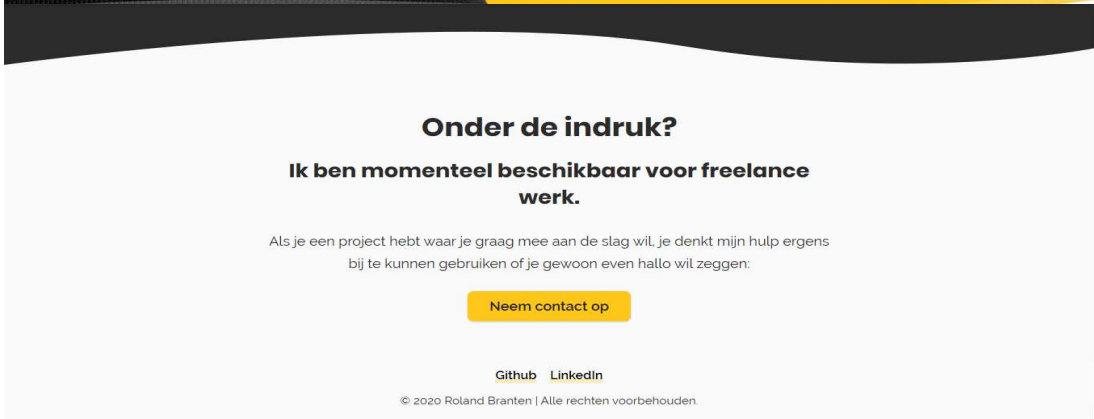 Onder de indruk?
Ik ben momenteel beschikbaar voor freelance
werk.
Als je een project hebt waar je graag mee aan de slag wil, je denkt mijn hulp ergens
bij te kunnen gebruiken of je gewoon even hallo wil zeggen:
Neem contact op
Github LinkedIn
© 2020 Roland Branten | Alle rechten voorbehouden.